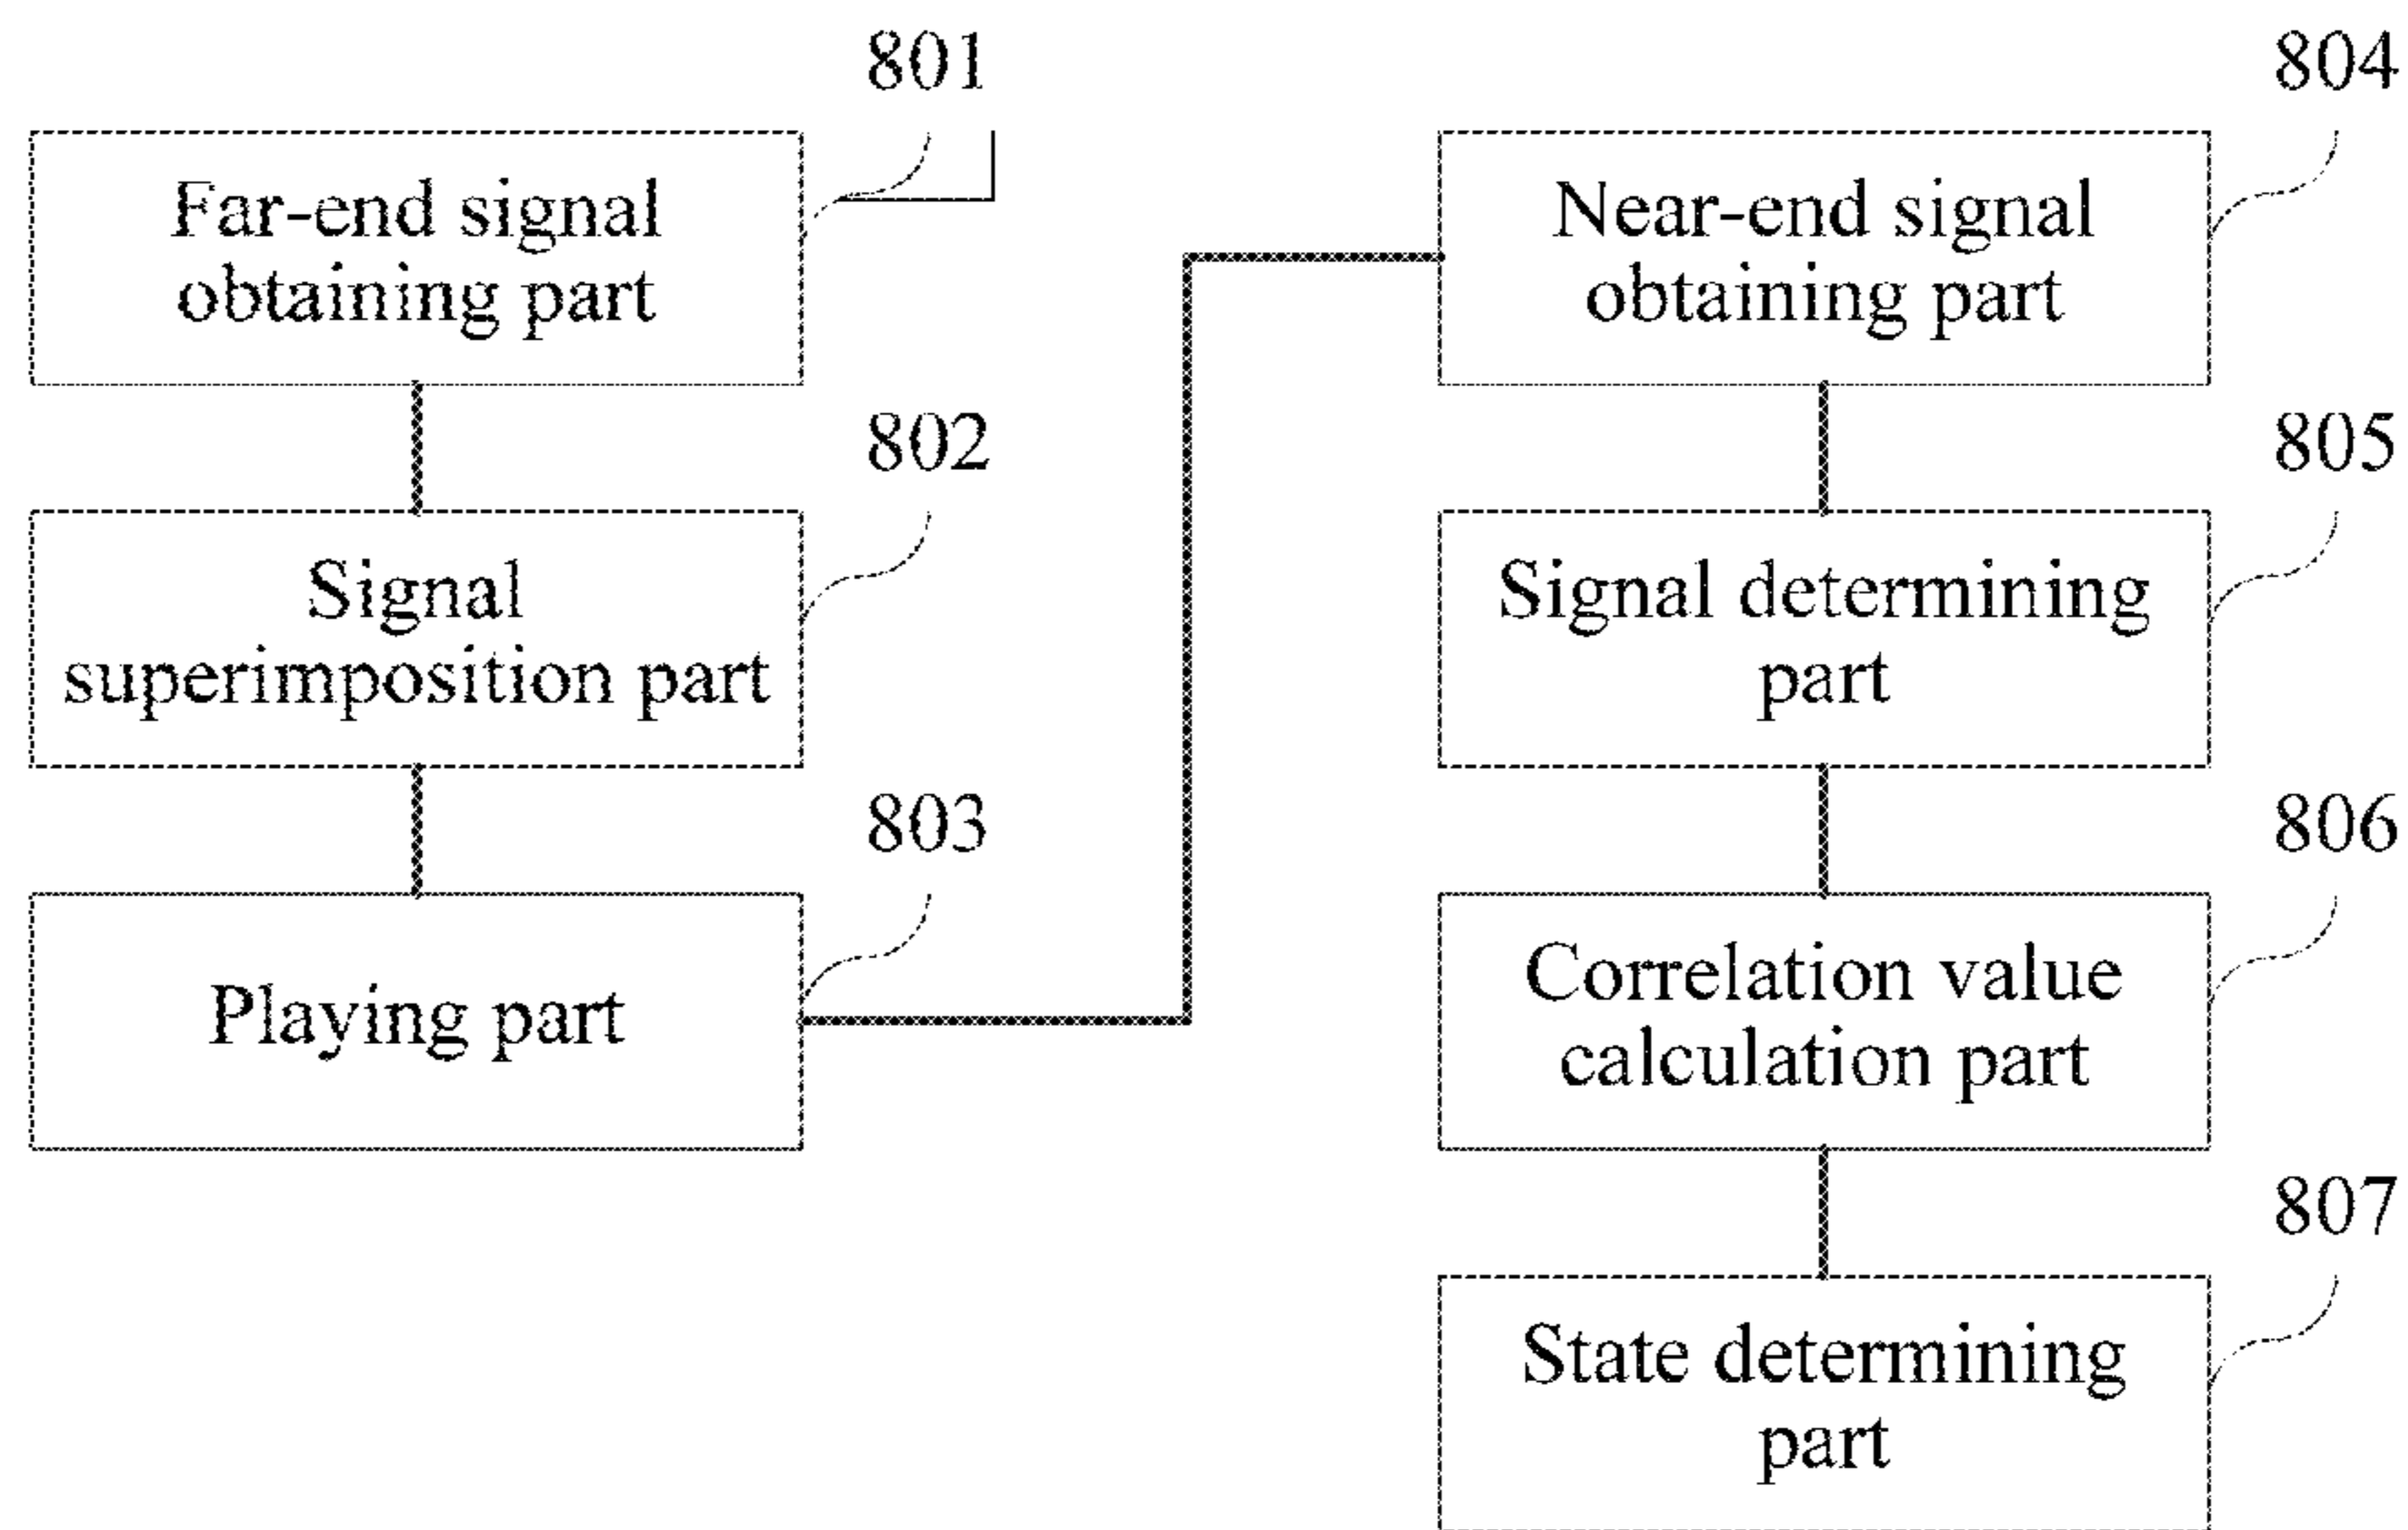 801
Far-end signal
obtaining part
802
Signal
superimposition part
803
Playing part
804
Near-end signal
obtaining part
805
Signal determining
part
806
Correlation value
calculation part
807
State determining
part